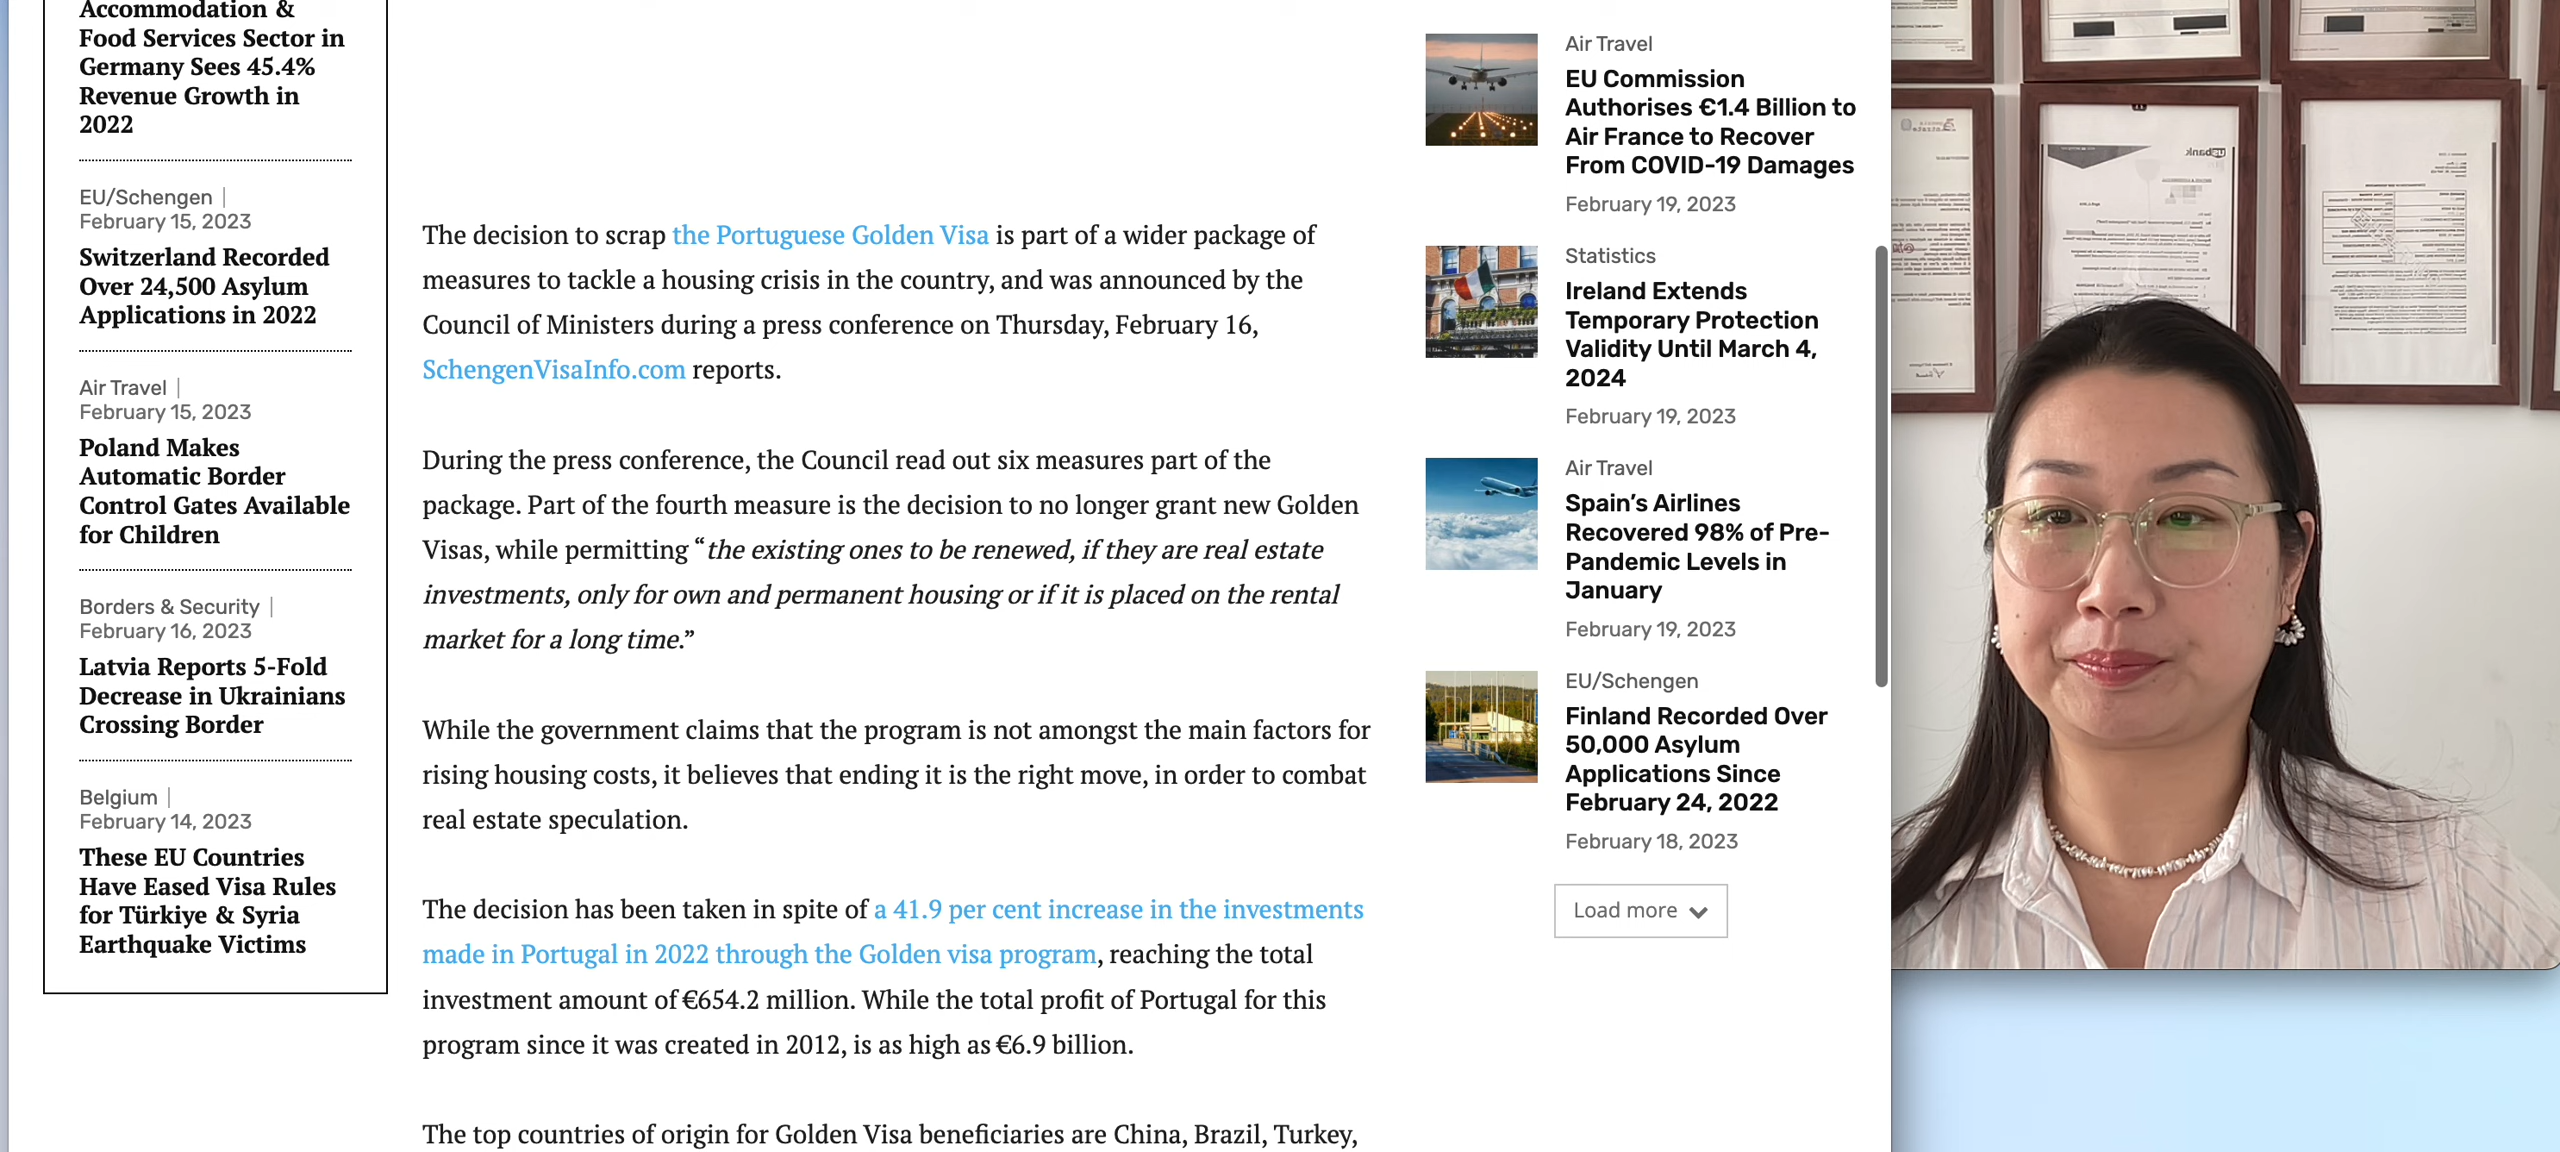 Accommodation &
Food Services Sector in
Germany Sees 45.4%
Revenue Growth in
2022
EU/Schengen |
February 15, 2023
Switzerland Recorded
Over 24,500 Asylum
Applications in 2022
Air Travel |
February 15, 2023
Poland Makes
Automatic Border
Control Gates Available
for Children
Borders & Security |
February 16, 2023
Latvia Reports 5-Fold
Decrease in Ukrainians
Crossing Border
Belgium |
February 14, 2023
These EU Countries
Have Eased Visa Rules
for Türkiye & Syria
Earthquake Victims
The decision to scrap the Portuguese Golden Visa is part of a wider package of
measures to tackle a housing crisis in the country, and was announced by the
Council of Ministers during a press conference on Thursday, February 16,
SchengenVisaInfo.com reports.
During the press conference, the Council read out six measures part of the
package. Part of the fourth measure is the decision to no longer grant new Golden
Visas, while permitting “the existing ones to be renewed, if they are real estate
investments, only for own and permanent housing or if it is placed on the rental
market for a long time.”
While the government claims that the program is not amongst the main factors for
rising housing costs, it believes that ending it is the right move, in order to combat
real estate speculation.
The decision has been taken in spite of a 41.9 per cent increase in the investments
made in Portugal in 2022 through the Golden visa program, reaching the total
investment amount of €654.2 million. While the total profit of Portugal for this
program since it was created in 2012, is as high as €6.9 billion.
The top countries of origin for Golden Visa beneficiaries are China, Brazil, Turkey,
Air Travel
EU Commission
Authorises €1.4 Billion to
Air France to Recover
From COVID-19 Damages
February 19, 2023
Statistics
Ireland Extends
Temporary Protection
Validity Until March 4,
2024
February 19, 2023
Air Travel
Spain’s Airlines
Recovered 98% of Pre-
Pandemic Levels in
January
February 19, 2023
EU/Schengen
Finland Recorded Over
50,000 Asylum
Applications Since
February 24, 2022
February 18, 2023
Load more
usbank